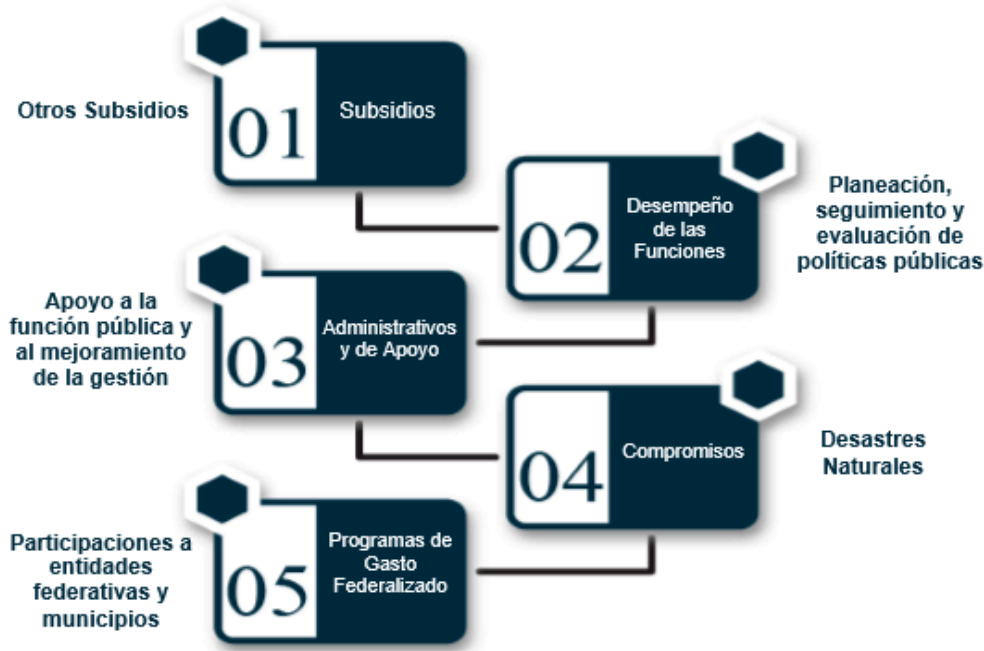 Otros Subsidios
01
Subsidios
02
Desempeño
de las
Funciones
Planeación,
seguimiento y
evaluación de
políticas públicas
Apoyo a la
función pública y
al mejoramiento
de la gestión
03
Administrativos
y de Apoyo
04
Compromisos
Desastres
Naturales
Participaciones a
entidades
federativas y
municipios
05
Programas de
Gasto
Federalizado